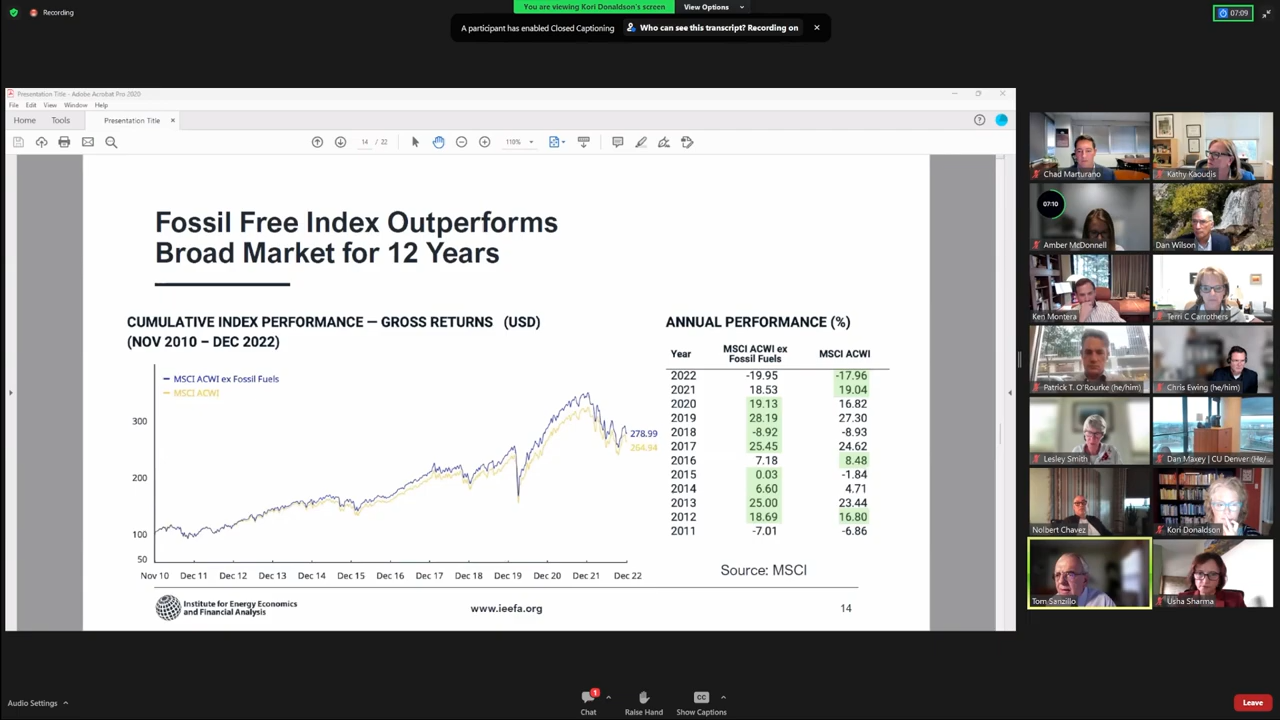 Recording
You are viewing Kori Donaldson's screen
View Options
07:09
A participant has enabled Closed Captioning
Who can see this transcript? Recording on
Presentation Title - Adobe Acrobat Pro 2020
File Edit View Window Help
Home Tools Presentation Title
14 / 22
110%
Fossil Free Index Outperforms
Broad Market for 12 Years
CUMULATIVE INDEX PERFORMANCE — GROSS RETURNS (USD)
(NOV 2010 – DEC 2022)
MSCI ACWI ex Fossil Fuels
MSCI ACWI
300
200
100
50
278.99
264.94
Nov 10 Dec 11 Dec 12 Dec 13 Dec 14 Dec 15 Dec 16 Dec 17 Dec 18 Dec 19 Dec 20 Dec 21 Dec 22
ANNUAL PERFORMANCE (%)
Year MSCI ACWI ex Fossil Fuels MSCI ACWI
2022 -19.95 -17.96
2021 18.53 19.04
2020 19.13 6.82
2019 28.19 27.30
2018 -8.92 -8.93
2017 25.45 24.62
2016 7.18 8.48
2015 0.03 -1.84
2014 6.60 4.71
2013 25.00 23.44
2012 18.69 16.80
2011 -7.01 -6.86
Source: MSCI
Institute for Energy Economics
and Financial Analysis
www.ieefa.org
14
Chad Marturano
Kathy Kaoudis
07:10
Amber McDonnell
Dan Wilson
Ken Montera
Terri C Carrothers
Patrick T. O'Rourke (he/him)
Chris Ewing (he/him)
Lesley Smith
Dan Maxey | CU Denver (He/...
Nolbert Chavez
Kori Donaldson
Tom Sanzillo
Usha Sharma
Audio Settings
1
Chat
Raise Hand
CC
Show Captions
Leave